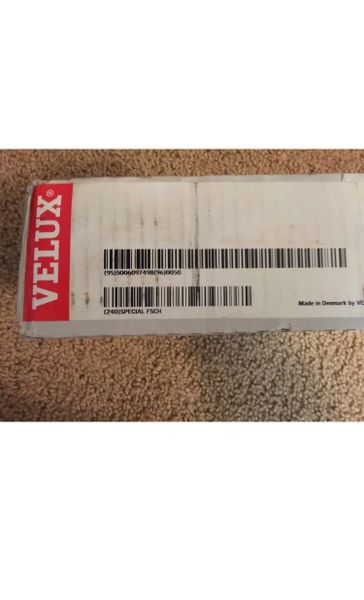 VELUX®
(95)5006097498(96)0050
(240)SPECIAL FSCH
Made in Denmark by VE